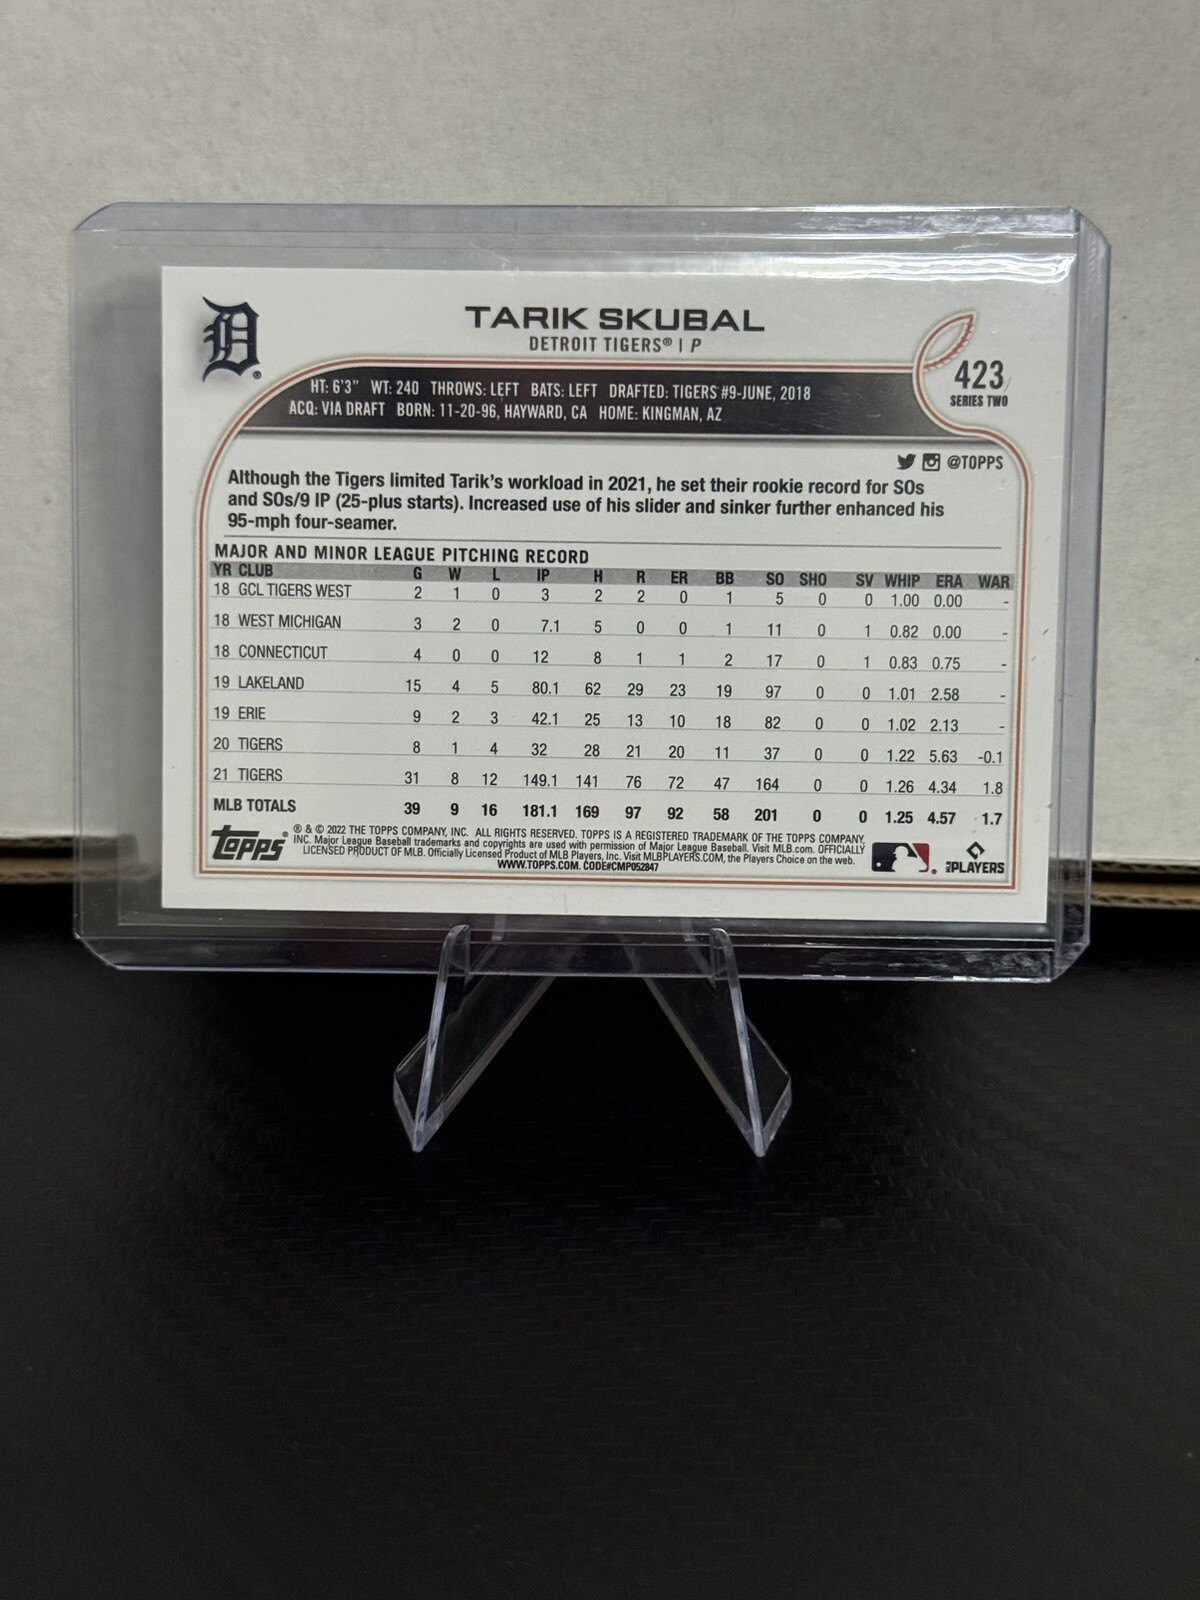 D
TARIK SKUBAL
DETROIT TIGERS® | P
423
SERIES TWO
HT: 6'3" WT: 240 THROWS: LEFT BATS: LEFT DRAFTED: TIGERS #9-JUNE, 2018
ACQ: VIA DRAFT BORN: 11-20-96, HAYWARD, CA HOME: KINGMAN, AZ
@TOPPS
Although the Tigers limited Tarik's workload in 2021, he set their rookie record for SOs
and SOs/9 IP (25-plus starts). Increased use of his slider and sinker further enhanced his
95-mph four-seamer.
MAJOR AND MINOR LEAGUE PITCHING RECORD
YR CLUB G W L IP H R ER BB SO SHO SV WHIP ERA WAR
18 GCL TIGERS WEST 2 1 0 3 2 2 0 1 5 0 0 1.00 0.00 -
18 WEST MICHIGAN 3 2 0 7.1 5 0 0 1 11 0 1 0.82 0.00 -
18 CONNECTICUT 4 0 0 12 8 1 1 2 17 0 1 0.83 0.75 -
19 LAKELAND 15 4 5 80.1 62 29 23 19 97 0 0 1.01 2.58 -
19 ERIE 9 2 3 42.1 25 13 10 18 82 0 0 1.02 2.13 -
20 TIGERS 8 1 4 32 28 21 20 11 37 0 0 1.22 5.63 -0.1
21 TIGERS 31 8 12 149.1 141 76 72 47 164 0 0 1.26 4.34 1.8
MLB TOTALS 39 9 16 181.1 169 97 92 58 201 0 0 1.25 4.57 1.7
topps®
® & © 2022 THE TOPPS COMPANY, INC. ALL RIGHTS RESERVED. TOPPS IS A REGISTERED TRADEMARK OF THE TOPPS COMPANY,
INC. Major League Baseball trademarks and copyrights are used with permission of Major League Baseball. Visit MLB.com. OFFICIALLY
LICENSED PRODUCT OF MLB. Officially Licensed Product of MLB Players, Inc. Visit MLBPLAYERS.COM, the Players Choice on the web.
WWW.TOPPS.COM. CODE#CMP052847
MLB PLAYERS